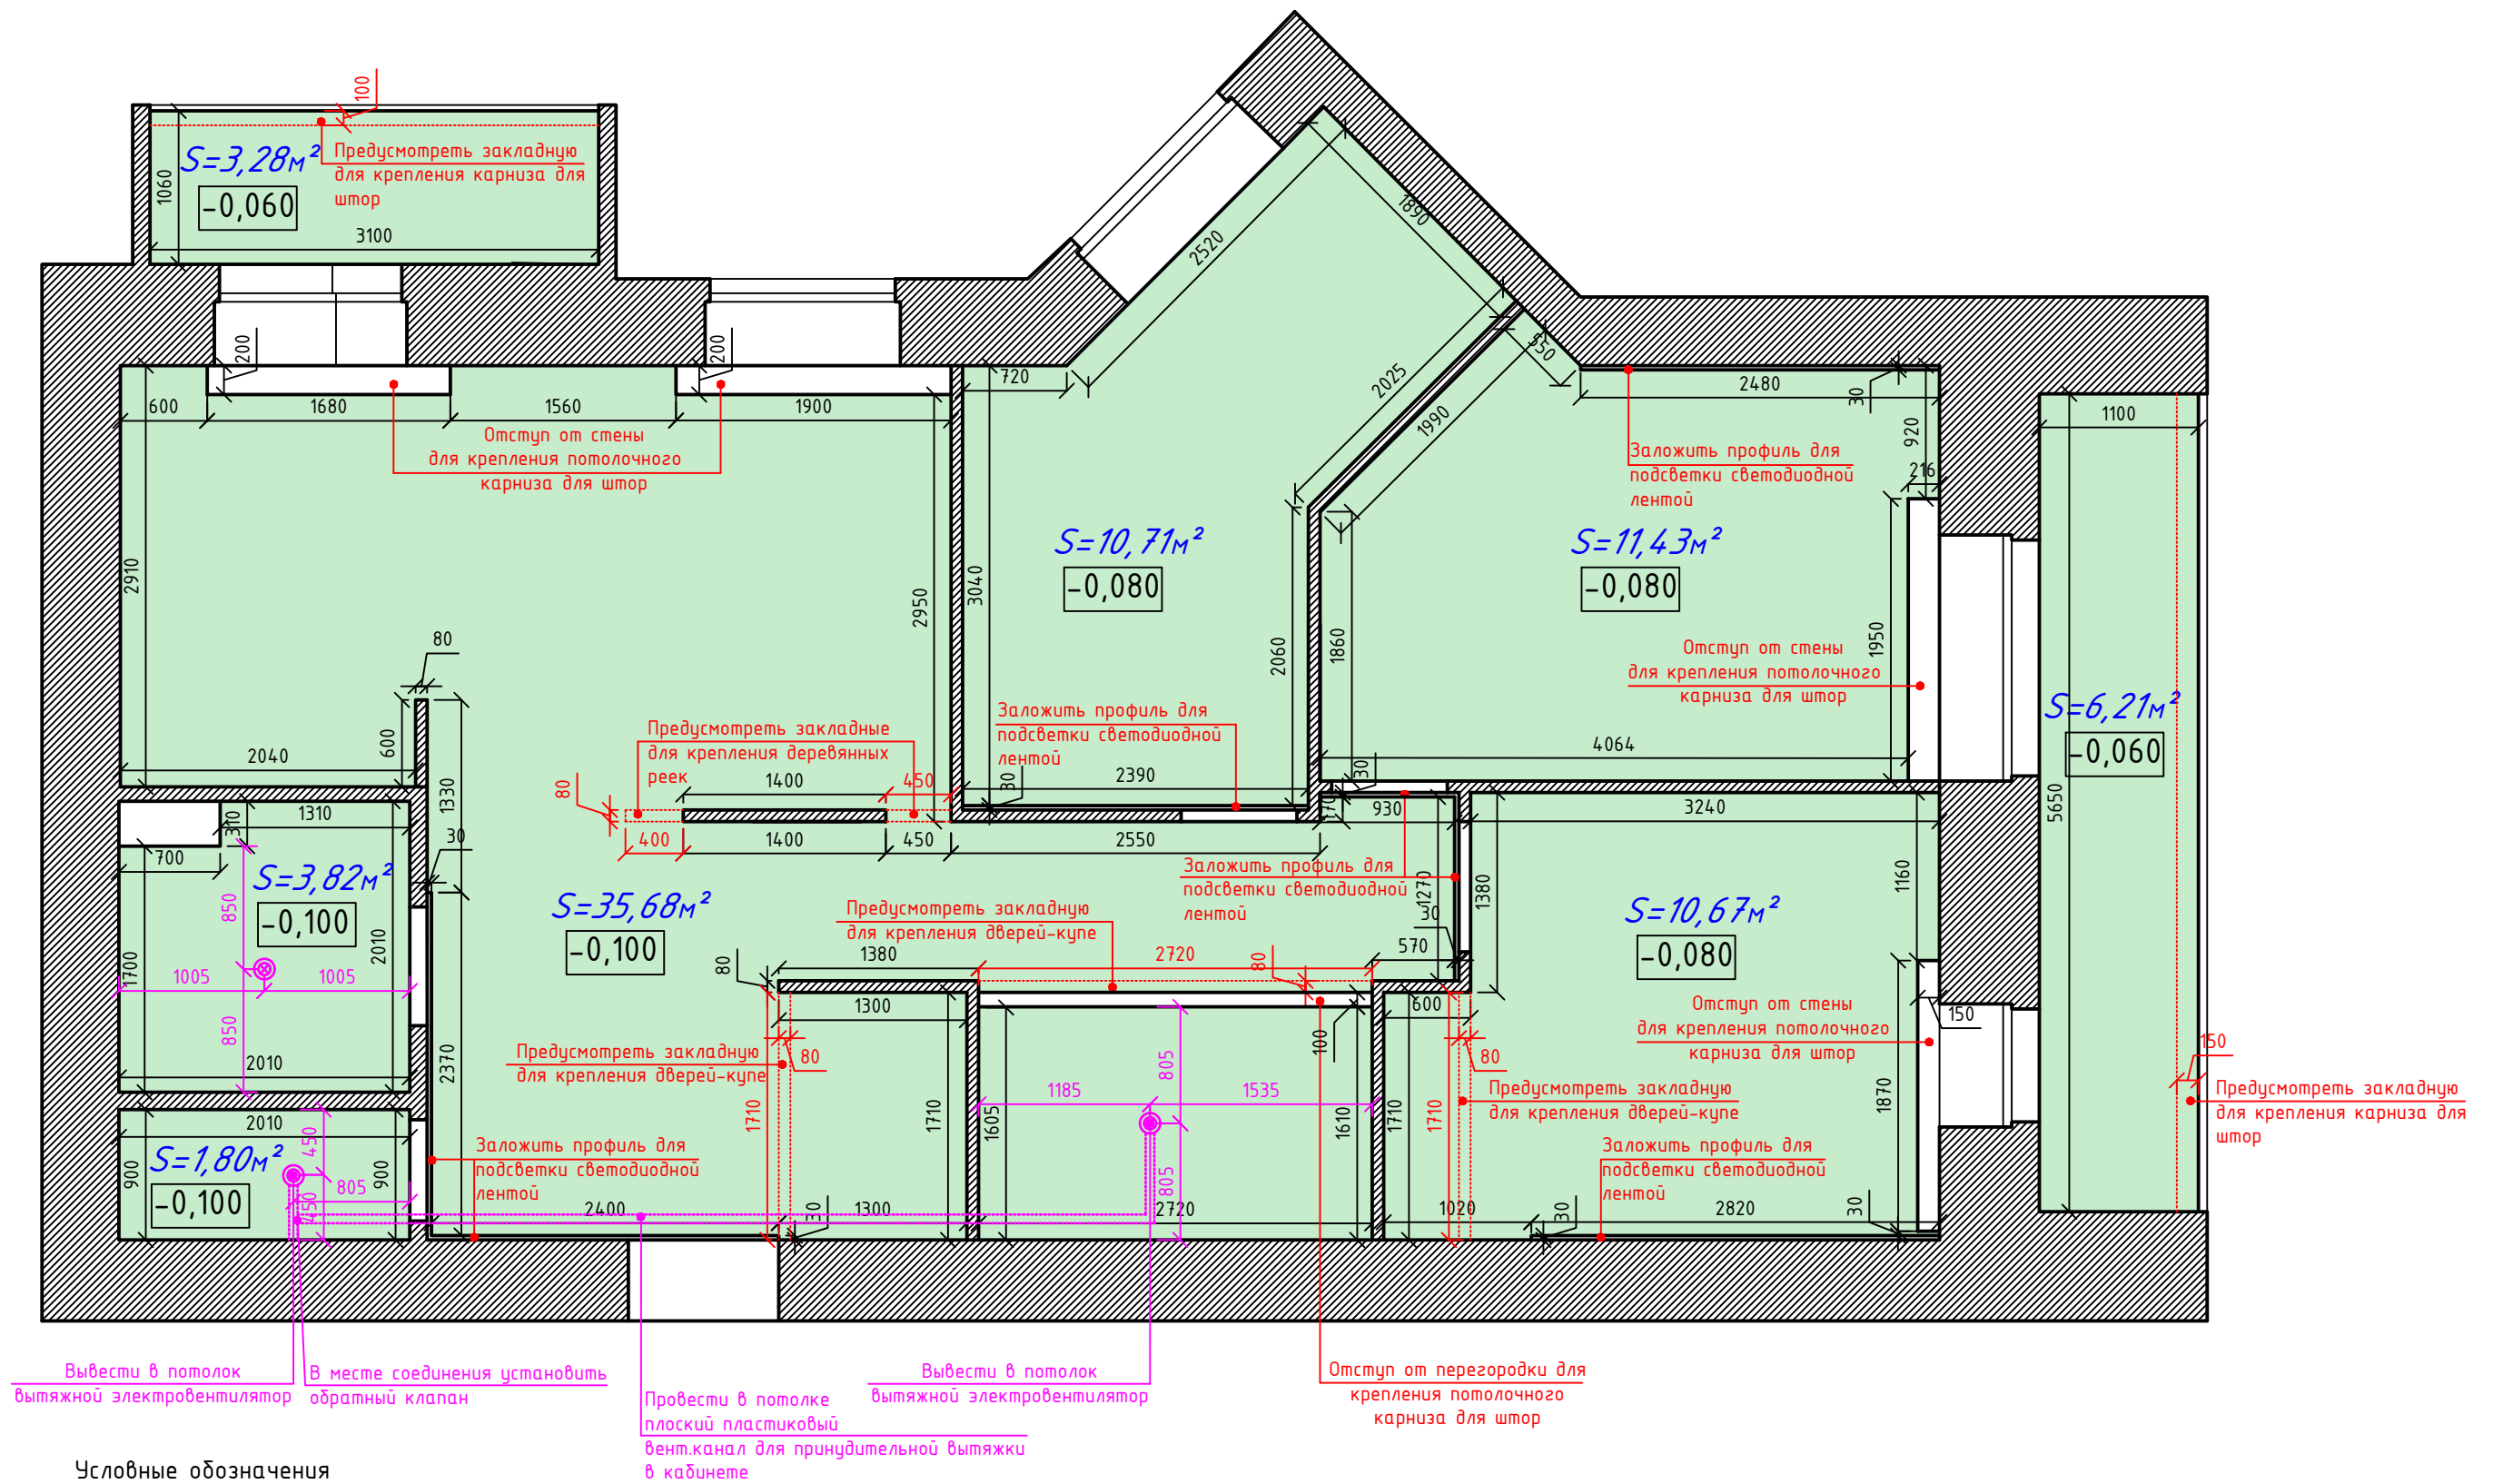 100
S=3,28м²
-0,060
1060
3100
Предусмотреть закладную
для крепления карниза для
штор
200
200
600
1680
1560
1900
Отступ от стены
для крепления потолочного
карниза для штор
2910
2950
80
600
2040
1330
720
2520
1890
550
2025
1990
3040
2060
1860
S=10,71м²
-0,080
S=11,43м²
-0,080
2480
30
920
216
1950
4064
Заложить профиль для
подсветки светодиодной
лентой
Отступ от стены
для крепления потолочного
карниза для штор
1100
S=6,21м²
-0,060
5650
Предусмотреть закладные
для крепления деревянных
реек
80
1400
450
400
1400
450
2550
Заложить профиль для
подсветки светодиодной
лентой
30
2390
30
170
930
3240
1310
310
700
30
S=3,82м²
-0,100
850
1700
2010
1005
1005
850
2010
S=35,68м²
-0,100
Предусмотреть закладную
для крепления дверей-купе
Заложить профиль для
подсветки светодиодной
лентой
1270
30
1380
1160
570
S=10,67м²
-0,080
80
1380
2720
80
1300
600
100
Отступ от стены
для крепления потолочного
карниза для штор
150
2370
Предусмотреть закладную
для крепления дверей-купе
80
1710
1710
1605
1185
1535
805
805
1610
1710
1710
80
Предусмотреть закладную
для крепления дверей-купе
1870
150
Предусмотреть закладную
для крепления карниза для
штор
2010
S=1,80м²
-0,100
900
450
450
805
900
Заложить профиль для
подсветки светодиодной
лентой
2400
1300
30
2720
1020
30
2820
30
Заложить профиль для
подсветки светодиодной
лентой
Вывести в потолок
вытяжной электровентилятор
В месте соединения установить
обратный клапан
Провести в потолке
плоский пластиковый
вент.канал для принудительной вытяжки
в кабинете
Вывести в потолок
вытяжной электровентилятор
Отступ от перегородки для
крепления потолочного
карниза для штор
Условные обозначения